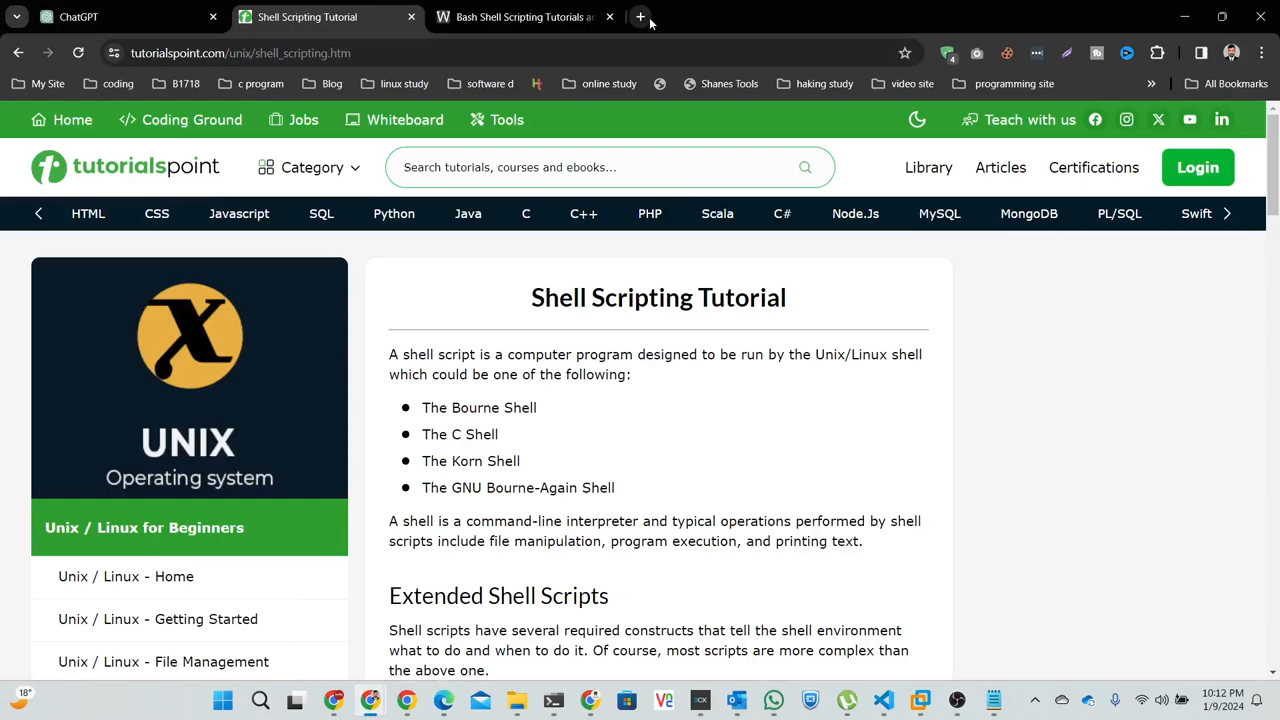 ChatGPT
Shell Scripting Tutorial
Bash Shell Scripting Tutorials an
tutorialspoint.com/unix/shell_scripting.htm
4
My Site
coding
B1718
c program
Blog
linux study
software d
online study
Shanes Tools
haking study
video site
programming site
All Bookmarks
Home
</> Coding Ground
Jobs
Whiteboard
Tools
Teach with us
tutorialspoint
Category
Search tutorials, courses and ebooks...
Library
Articles
Certifications
Login
HTML
CSS
Javascript
SQL
Python
Java
C
C++
PHP
Scala
C#
Node.Js
MySQL
MongoDB
PL/SQL
Swift
UNIX
Operating system
Unix / Linux for Beginners
Unix / Linux - Home
Unix / Linux - Getting Started
Unix / Linux - File Management
Shell Scripting Tutorial
A shell script is a computer program designed to be run by the Unix/Linux shell
which could be one of the following:
The Bourne Shell
The C Shell
The Korn Shell
The GNU Bourne-Again Shell
A shell is a command-line interpreter and typical operations performed by shell
scripts include file manipulation, program execution, and printing text.
Extended Shell Scripts
Shell scripts have several required constructs that tell the shell environment
what to do and when to do it. Of course, most scripts are more complex than
the above one.
18°
10:12 PM
1/9/2024